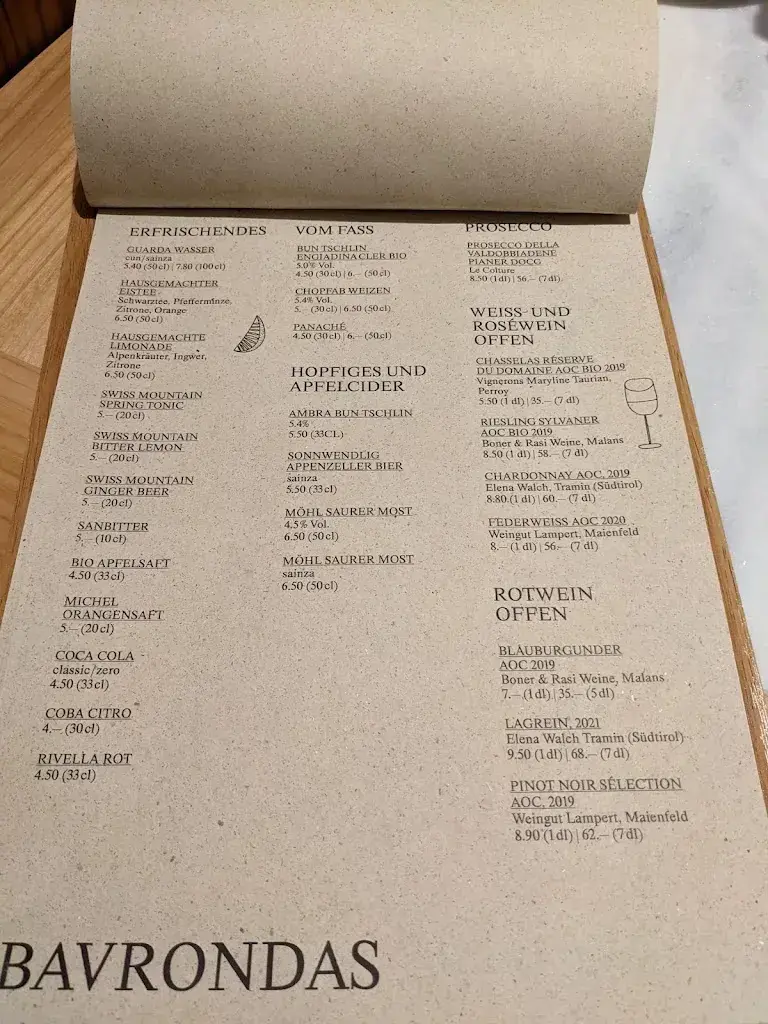 ERFRISCHENDES
GUARDA WASSER
cun/sainza
5.40 (50cl) | 7.80 (100cl)
HAUSGEMACHTER
EISTEE
Schwarztee, Pfefferminze,
Zitrone, Orange
6.50 (50cl)
HAUSGEMACHTE
LIMONADE
Alpenkräuter, Ingwer,
Zitrone
6.50 (50cl)
SWISS MOUNTAIN
SPRING TONIC
5.– (20cl)
SWISS MOUNTAIN
BITTER LEMON
5.– (20cl)
SWISS MOUNTAIN
GINGER BEER
5.– (20cl)
SANBITTER
5.– (10cl)
BIO APFELSAFT
4.50 (33cl)
MICHEL
ORANGENSAFT
5.– (20cl)
COCA COLA
classic/zero
4.50 (33cl)
COBA CITRO
4.– (30cl)
RIVELLA ROT
4.50 (33cl)
VOM FASS
BUN TSCHLIN
ENGIADINA CLER BIO
5.0% Vol.
4.50 (30cl) | 6.– (50cl)
CHOPFAB WEIZEN
5.4% Vol.
5.– (30cl) | 6.50 (50cl)
PANACHÉ
4.50 (30cl) | 6.– (50cl)
HOPFIGES UND
APFELCIDER
AMBRA BUN TSCHLIN
5.4%
5.50 (33CL)
SONNWENDLIG
APPENZELLER BIER
sainza
5.50 (33cl)
MÖHL SAURER MOST
4.5% Vol.
6.50 (50cl)
MÖHL SAURER MOST
sainza
6.50 (50cl)
PROSECCO
PROSECCO DELLA
VALDOBBIADENE
PIANER DOCG
Le Colture
8.50 (1dl) | 56.– (7dl)
WEISS- UND
ROSÉWEIN
OFFEN
CHASSELAS RÉSERVE
DU DOMAINE AOC BIO 2019
Vignerons Maryline Taurian,
Perroy
5.50 (1 dl) | 35.– (7 dl)
RIESLING SYLVANER
AOC BIO 2019
Boner & Rasi Weine, Malans
8.50 (1 dl) | 58.– (7 dl)
CHARDONNAY AOC, 2019
Elena Walch, Tramin (Südtirol)
8.80 (1 dl) | 60.– (7 dl)
FEDERWEISS AOC 2020
Weingut Lampert, Maienfeld
8.– (1 dl) | 56.– (7 dl)
ROTWEIN
OFFEN
BLAUBURGUNDER
AOC 2019
Boner & Rasi Weine, Malans
7.– (1 dl) | 35.– (5 dl)
LAGREIN, 2021
Elena Walch Tramin (Südtirol)
9.50 (1dl) | 68.– (7 dl)
PINOT NOIR SÉLECTION
AOC, 2019
Weingut Lampert, Maienfeld
8.90 (1 dl) | 62.– (7 dl)
BAVRONDAS